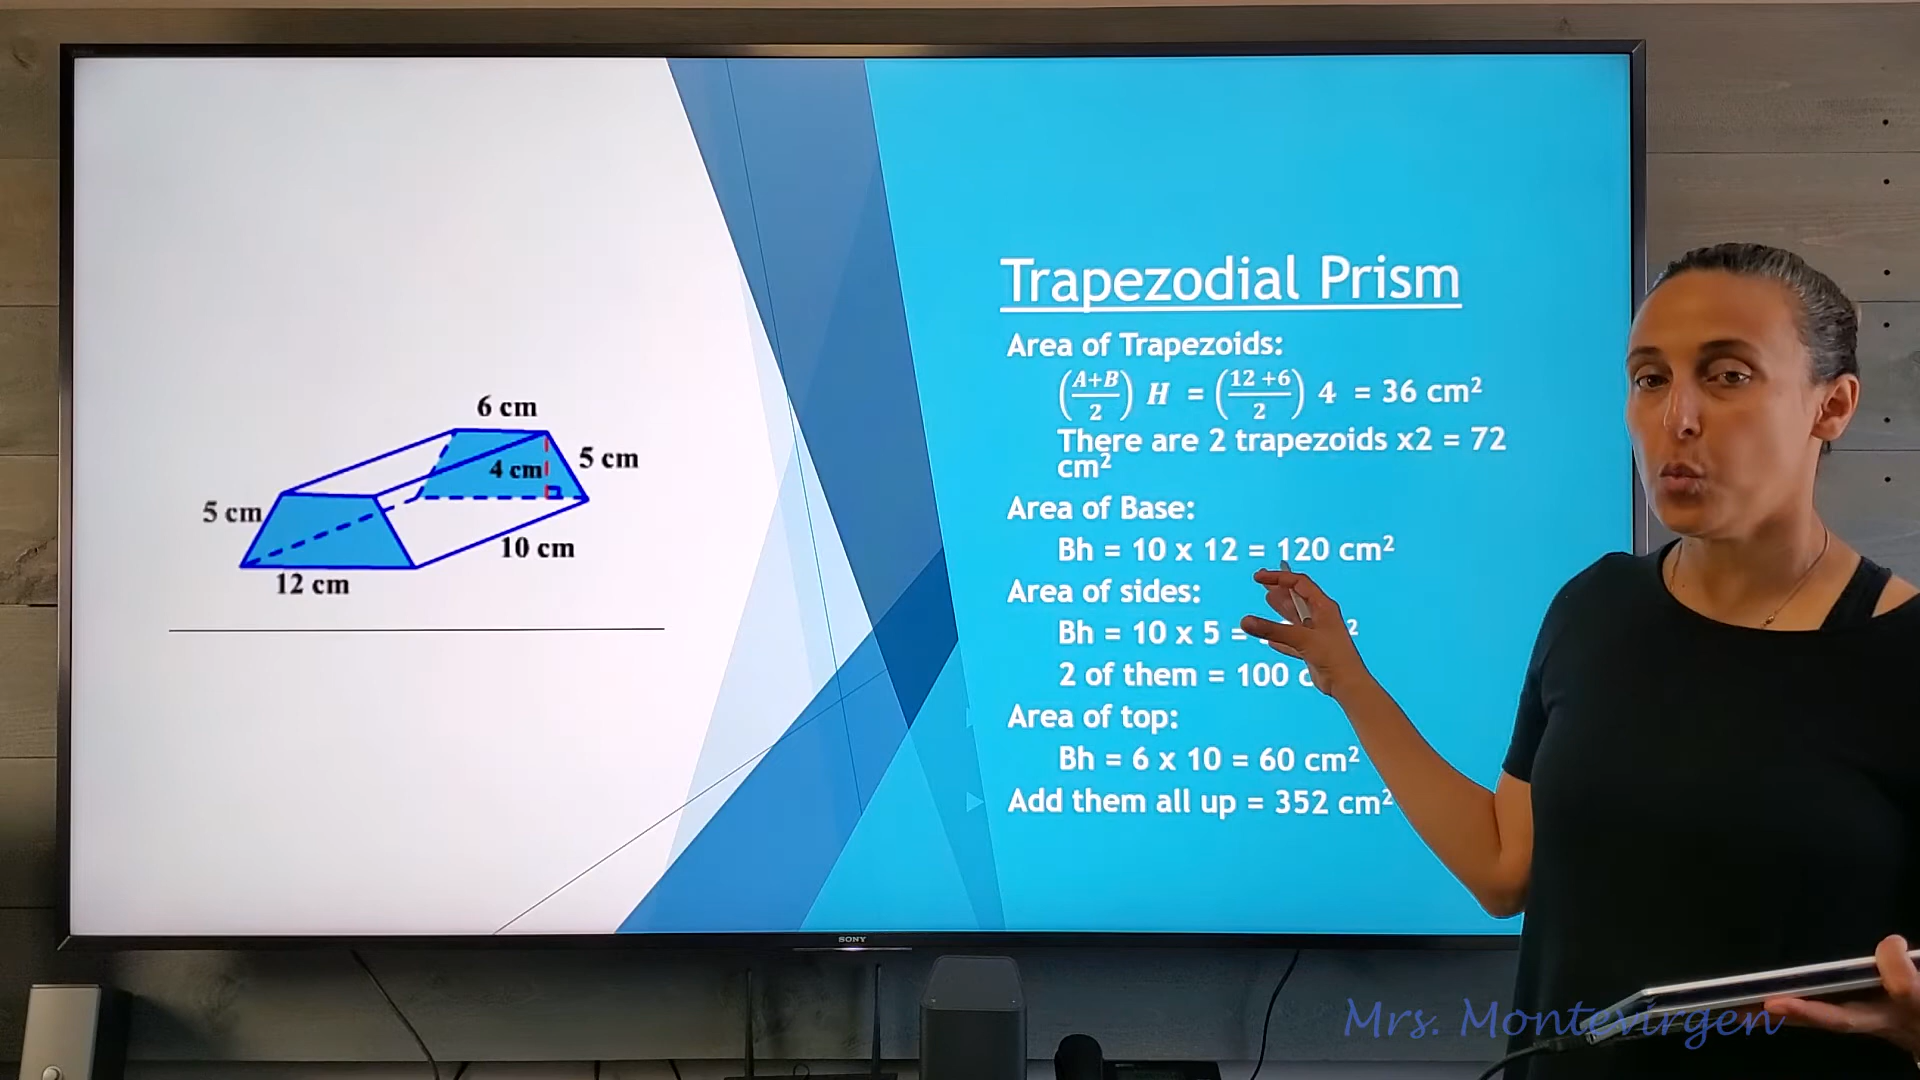 6 cm
4 cm
5 cm
5 cm
10 cm
12 cm
Trapezodial Prism
Area of Trapezoids:
(A+B/2) H = (12 +6/2) 4 = 36 cm²
There are 2 trapezoids x2 = 72
cm²
Area of Base:
Bh = 10 x 12 = 120 cm²
Area of sides:
Bh = 10 x 5 = ²
2 of them = 100 c
Area of top:
Bh = 6 x 10 = 60 cm²
Add them all up = 352 cm²
SONY
Mrs. Montevirgen